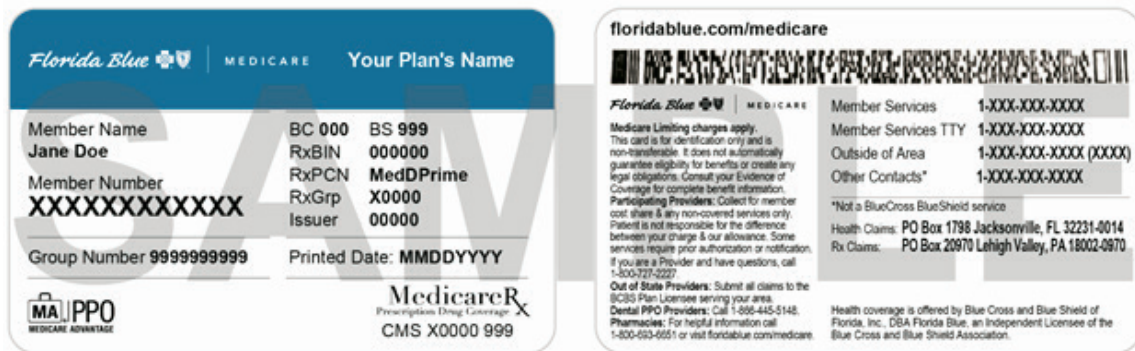 Florida Blue MEDICARE Your Plan's Name
Member Name
Jane Doe
Member Number
XXXXXXXXXXXX
Group Number 9999999999
BC 000 BS 999
RxBIN 000000
RxPCN MedDPrime
RxGrp X0000
Issuer 00000
Printed Date: MMDDYYYY
MA PPO
MEDICARE ADVANTAGE
MedicareRx
Prescription Drug Coverage
CMS X0000 999
floridablue.com/medicare
Florida Blue MEDICARE
Medicare Limiting charges apply.
This card is for identification only and is
non-transferable. It does not automatically
guarantee eligibility for benefits or create any
legal obligations. Consult your Evidence of
Coverage for complete benefit information.
Participating Providers: Collect for member
cost share & any non-covered services only.
Patient is not responsible for the difference
between your charge & our allowance. Some
services require prior authorization or notification.
If you are a Provider and have questions, call
1-800-727-2227.
Out of State Providers: Submit all claims to the
BCBS Plan Licensee serving your area.
Dental PPO Providers: Call 1-866-445-5148.
Pharmacies: For helpful information call
1-800-693-6651 or visit floridablue.com/medicare
Member Services 1-XXX-XXX-XXXX
Member Services TTY 1-XXX-XXX-XXXX
Outside of Area 1-XXX-XXX-XXXX (XXXX)
Other Contacts* 1-XXX-XXX-XXXX
*Not a BlueCross BlueShield service
Health Claims: PO Box 1798 Jacksonville, FL 32231-0014
Rx Claims: PO Box 20970 Lehigh Valley, PA 18002-0970
Health coverage is offered by Blue Cross and Blue Shield of
Florida, Inc., DBA Florida Blue, an Independent Licensee of the
Blue Cross and Blue Shield Association.
SAMPLE